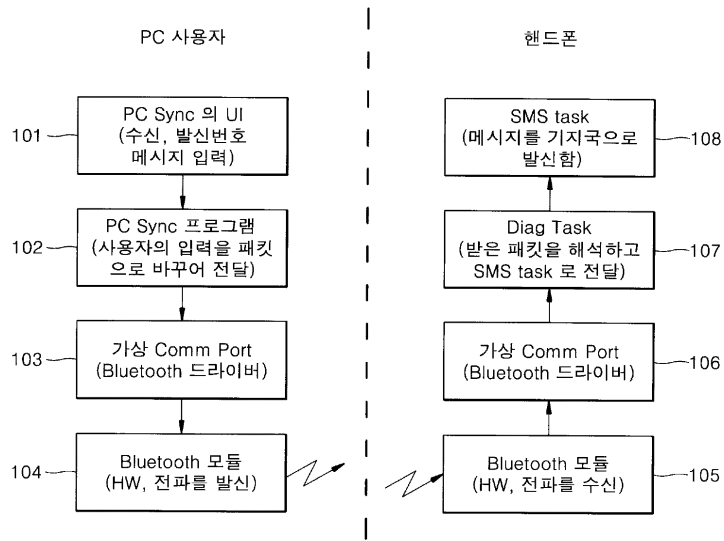 PC 사용자
핸드폰
101
PC Sync 의 UI
(수신, 발신번호
메시지 입력)
102
PC Sync 프로그램
(사용자의 입력을 패킷
으로 바꾸어 전달)
103
가상 Comm Port
(Bluetooth 드라이버)
104
Bluetooth 모듈
(HW, 전파를 발신)
SMS task
(메시지를 기지국으로
발신함)
108
Diag Task
(받은 패킷을 해석하고
SMS task 로 전달)
107
가상 Comm Port
(Bluetooth 드라이버)
106
Bluetooth 모듈
(HW, 전파를 수신)
105